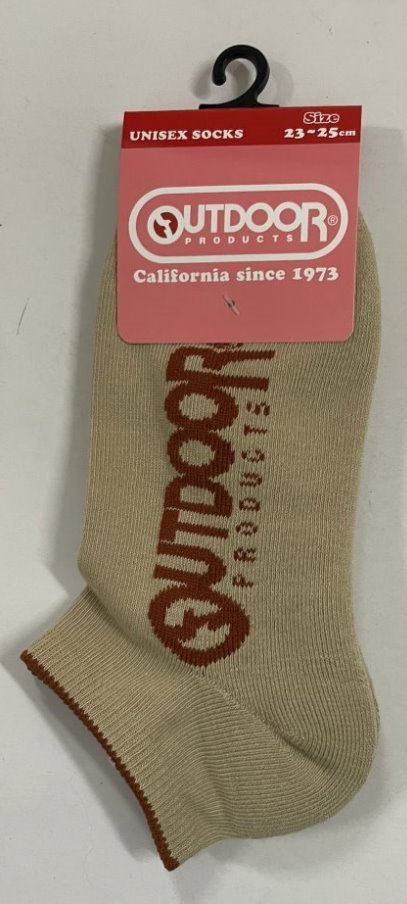 UNISEX SOCKS
Size
23~25cm
OUTDOOR®
PRODUCTS
California since 1973
OUTDOOR
PRODUCTS